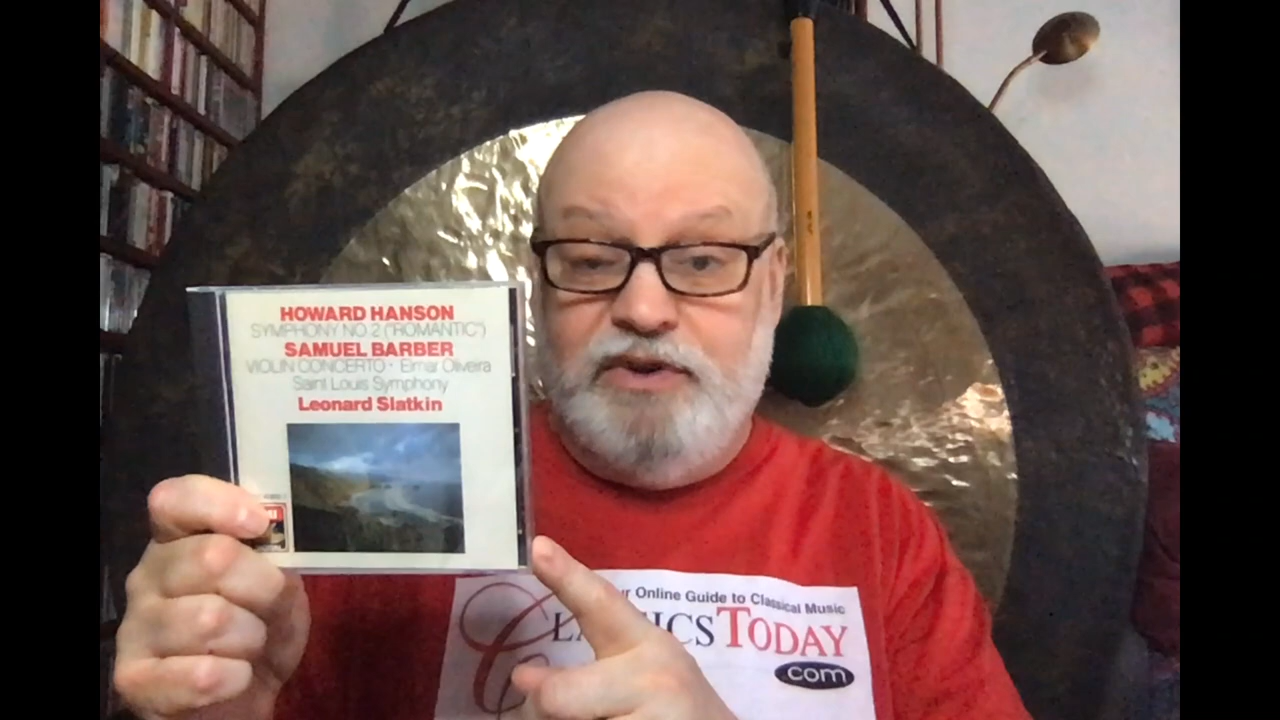 HOWARD HANSON
SYMPHONY NO. 2 ("ROMANTIC")
SAMUEL BARBER
VIOLIN CONCERTO • Elmar Oliveira
Saint Louis Symphony
Leonard Slatkin
Online Guide to Classical Music
TODAY
com